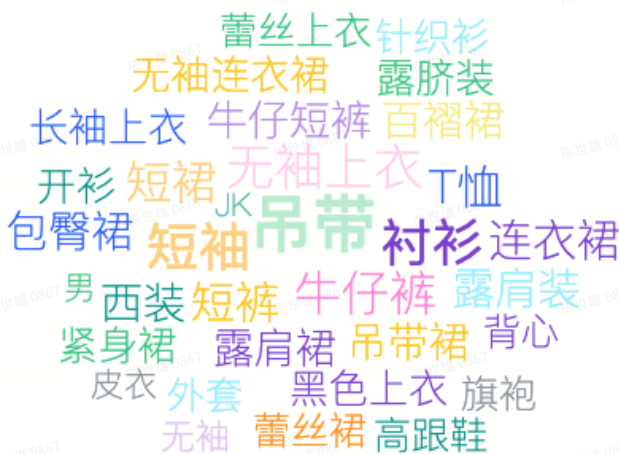 蕾丝上衣 针织衫
无袖连衣裙 露脐装
长袖上衣 牛仔短裤 百褶裙
开衫 短裙 无袖上衣 T恤
JK
包臀裙 短袖 吊带 衬衫 连衣裙
男 西装 短裤 牛仔裤 露肩装
紧身裙 露肩裙 吊带裙 背心
皮衣 外套 黑色上衣 旗袍
无袖 蕾丝裙 高跟鞋
陈世雄 0867